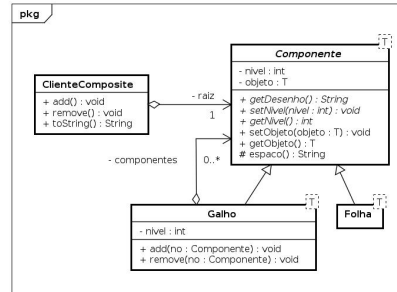 pkg
T
Componente
- nivel : int
- objeto : T
+ getDesenho() : String
+ setNivel(nivel : int) : void
+ getNivel() : int
+ setObjeto(objeto : T) : void
+ getObjeto() : T
# espaco() : String
ClienteComposite
+ add() : void
+ remove() : void
+ toString() : String
- raiz
1
- componentes
0..*
T
Galho
- nivel : int
+ add(no : Componente) : void
+ remove(no : Componente) : void
T
Folha